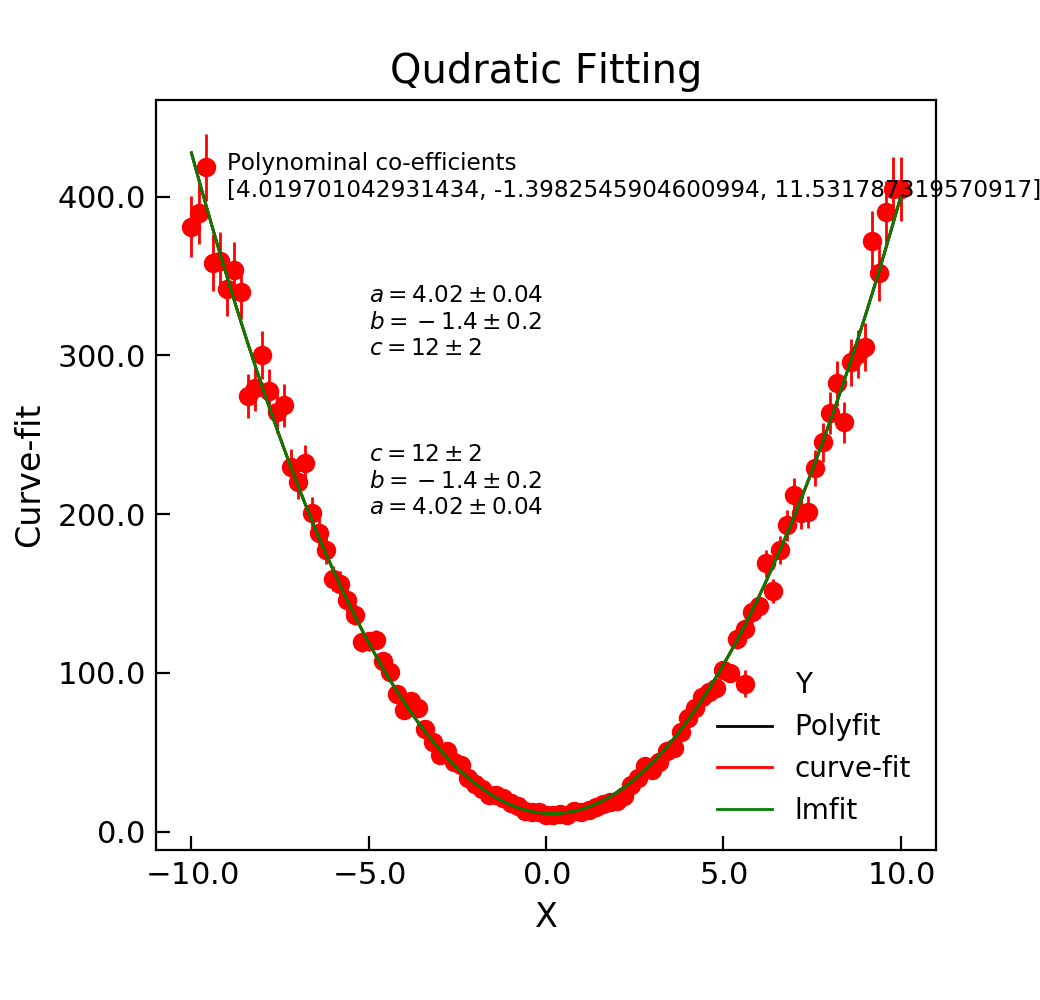 Qudratic Fitting
Polynominal co-efficients
[4.019701042931434, -1.3982545904600994, 11.531787319570917]
a = 4.02 ± 0.04
b = −1.4 ± 0.2
c = 12 ± 2
c = 12 ± 2
b = −1.4 ± 0.2
a = 4.02 ± 0.04
Curve-fit
400.0
300.0
200.0
100.0
0.0
Y
Polyfit
curve-fit
lmfit
−10.0 −5.0 0.0 5.0 10.0
X